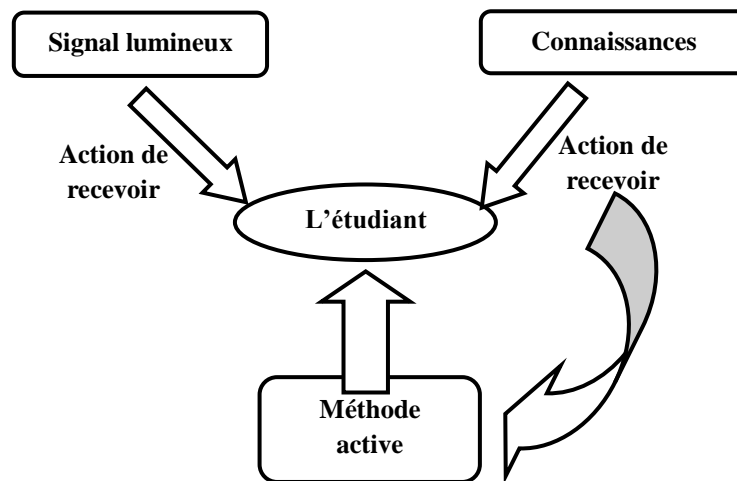 Signal lumineux
Connaissances
Action de
recevoir
Action de
recevoir
L’étudiant
Méthode
active